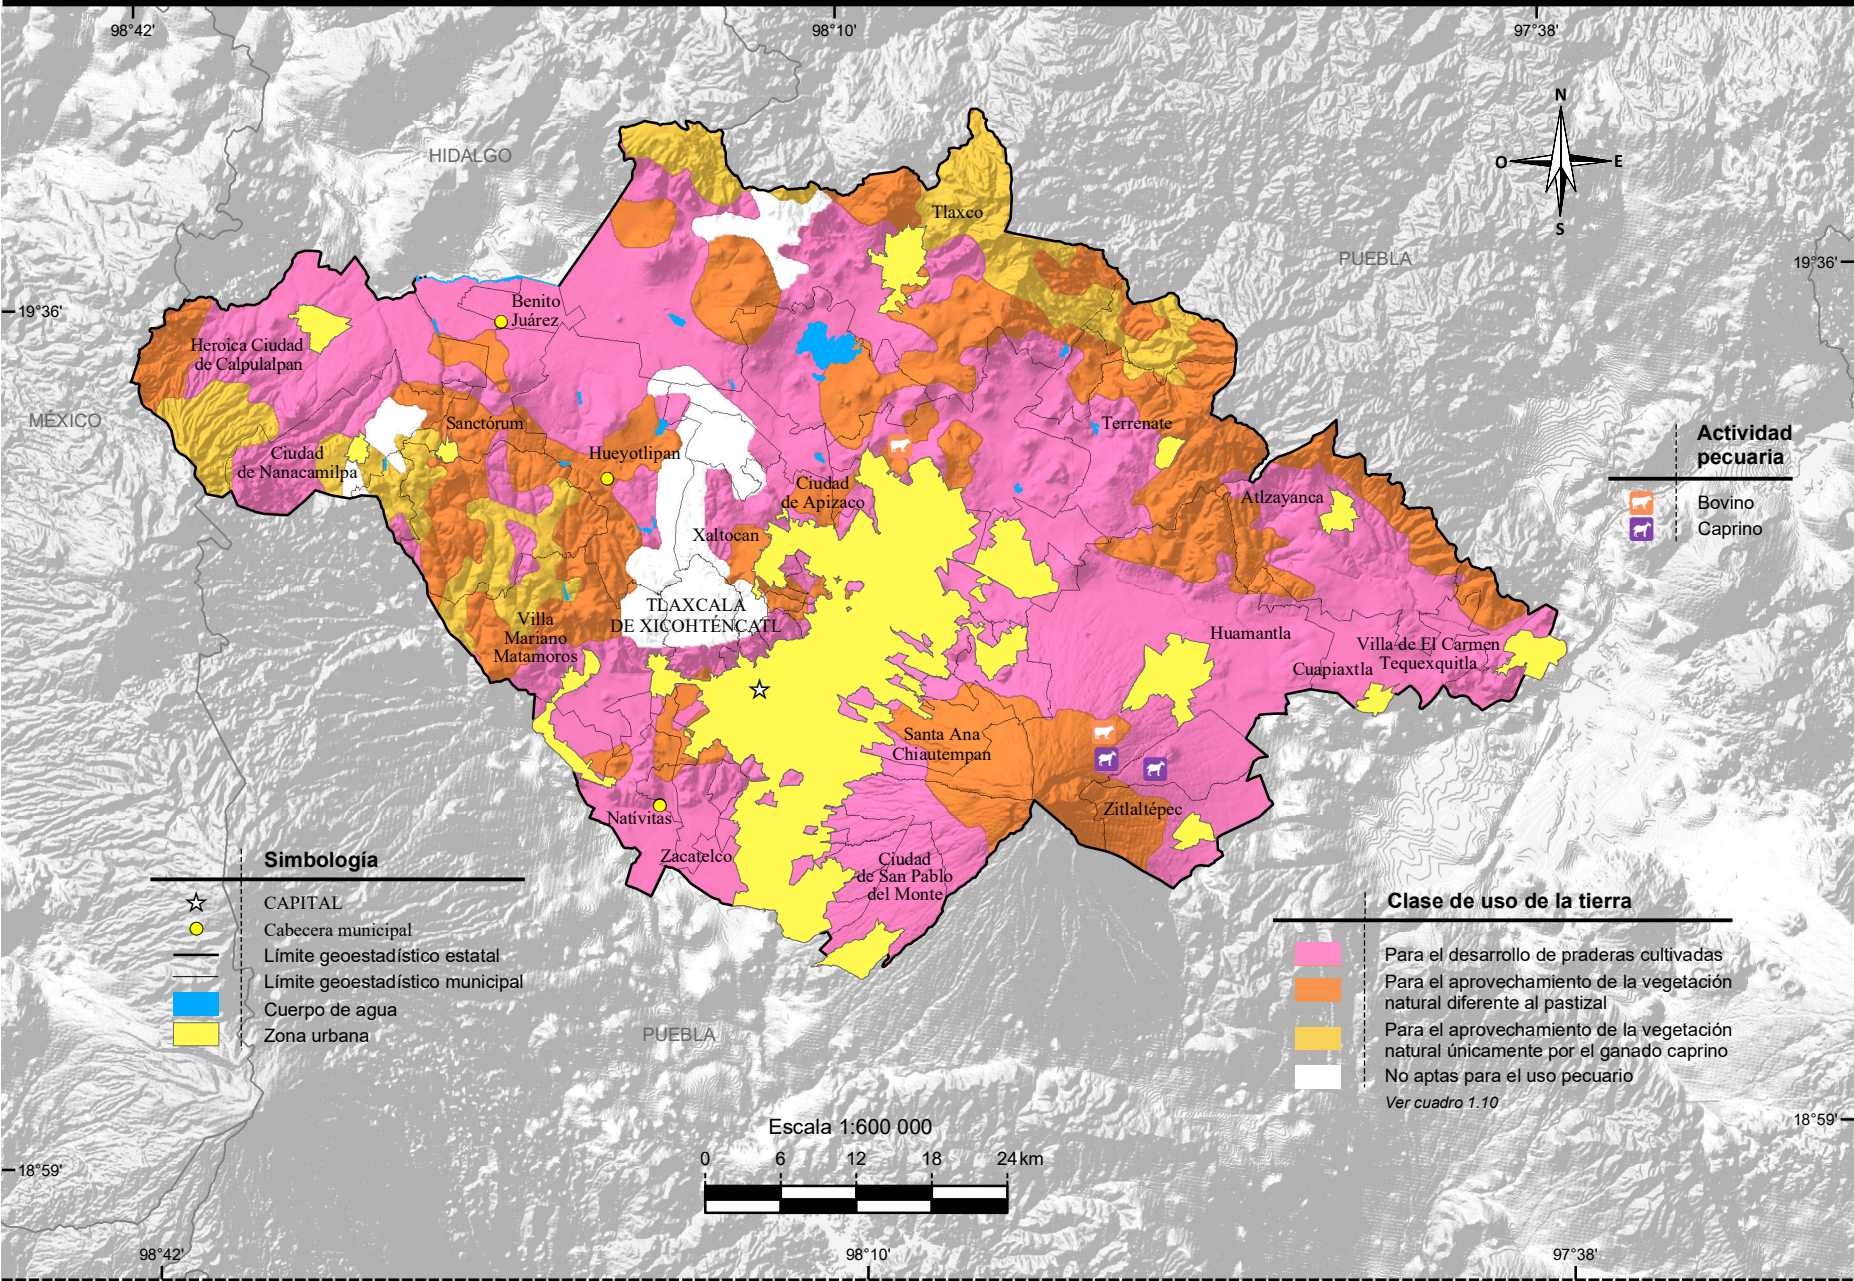 98°42'
98°10'
97°38'
N
O
E
S
HIDALGO
PUEBLA
MÉXICO
PUEBLA
19°36'
19°36'
18°59'
18°59'
Tlaxco
Benito
Juárez
Heroica Ciudad
de Calpulalpan
Sanctórum
Ciudad
de Nanacamilpa
Hueyotlipan
Terrenate
Ciudad
de Apizaco
Atlzayanca
Xaltocan
TLAXCALA
DE XICOHTÉNCATL
Villa
Mariano
Matamoros
Huamantla
Villa de El Carmen
Tequexquitla
Cuapiaxtla
Santa Ana
Chiautempan
Zitlaltépec
Natívitas
Zacatelco
Ciudad
de San Pablo
del Monte
Actividad
pecuaria
Bovino
Caprino
Simbología
CAPITAL
Cabecera municipal
Límite geoestadístico estatal
Límite geoestadístico municipal
Cuerpo de agua
Zona urbana
Clase de uso de la tierra
Para el desarrollo de praderas cultivadas
Para el aprovechamiento de la vegetación
natural diferente al pastizal
Para el aprovechamiento de la vegetación
natural únicamente por el ganado caprino
No aptas para el uso pecuario
Ver cuadro 1.10
Escala 1:600 000
0 6 12 18 24 km
98°42'
98°10'
97°38'